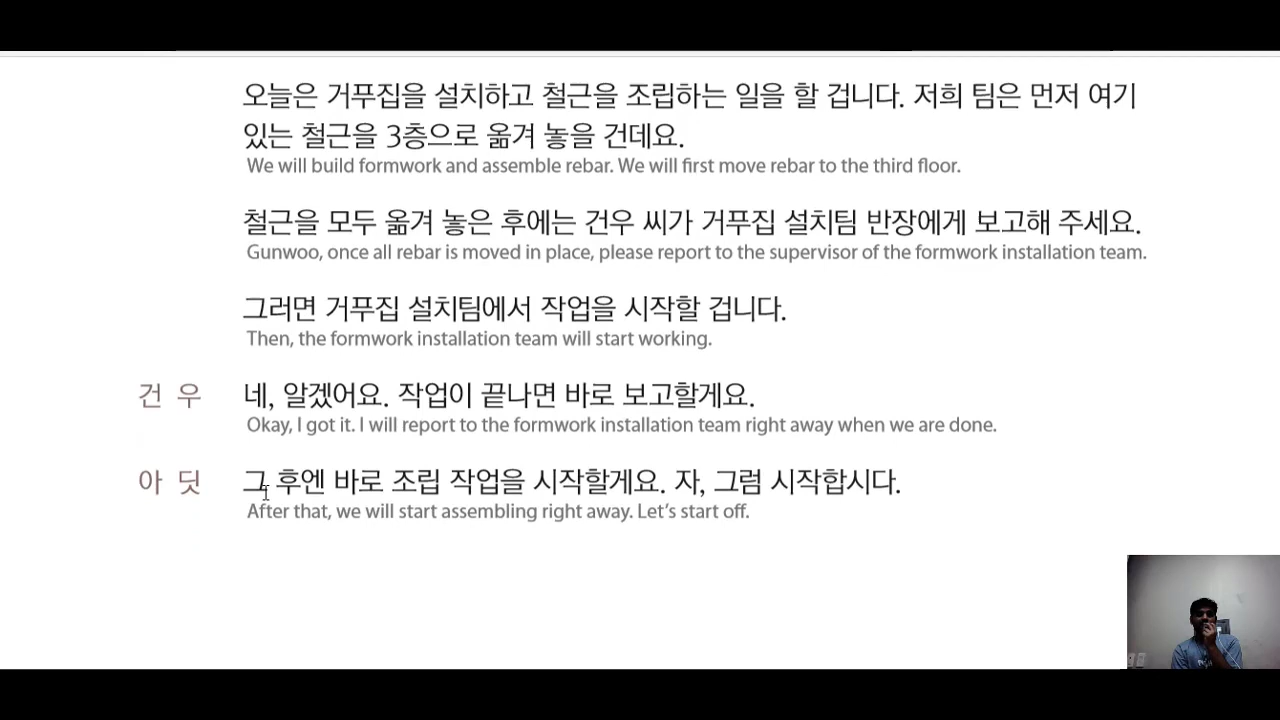 오늘은 거푸집을 설치하고 철근을 조립하는 일을 할 겁니다. 저희 팀은 먼저 여기
있는 철근을 3층으로 옮겨 놓을 건데요.
We will build formwork and assemble rebar. We will first move rebar to the third floor.
철근을 모두 옮겨 놓은 후에는 건우 씨가 거푸집 설치팀 반장에게 보고해 주세요.
Gunwoo, once all rebar is moved in place, please report to the supervisor of the formwork installation team.
그러면 거푸집 설치팀에서 작업을 시작할 겁니다.
Then, the formwork installation team will start working.
건 우 네, 알겠어요. 작업이 끝나면 바로 보고할게요.
Okay, I got it. I will report to the formwork installation team right away when we are done.
아 딧 그 후엔 바로 조립 작업을 시작할게요. 자, 그럼 시작합시다.
After that, we will start assembling right away. Let's start off.